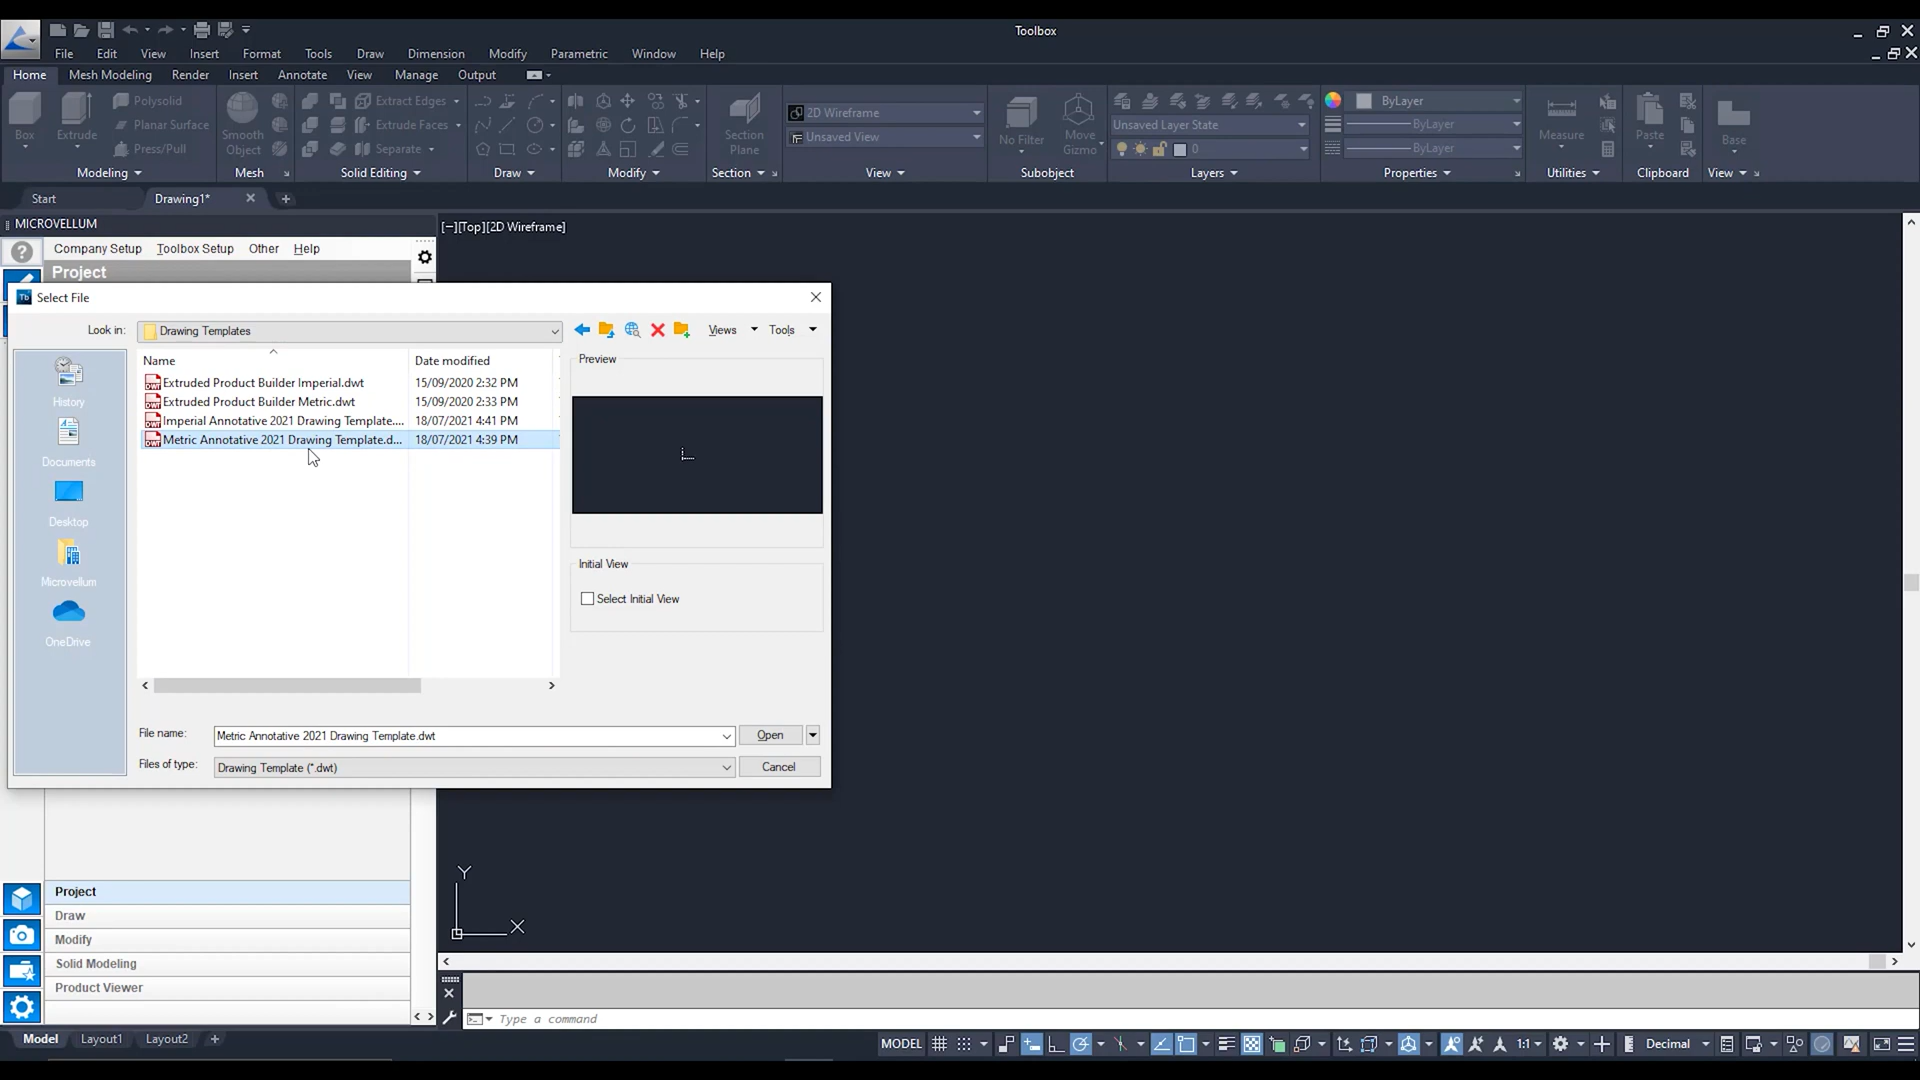 Toolbox
File Edit View Insert Format Tools Draw Dimension Modify Parametric Window Help
Home Mesh Modeling Render Insert Annotate View Manage Output
Polysolid Extract Edges 2D Wireframe ByLayer
Planar Surface Extrude Faces Unsaved Layer State ByLayer
Box Extrude Press/Pull Smooth Object Separate Section Plane Unsaved View No Filter Move Gizmo 0 ByLayer Measure Paste Base
Modeling Mesh Solid Editing Draw Modify Section View Subobject Layers Properties Utilities Clipboard View
Start Drawing1*
MICROVELLUM
[−][Top][2D Wireframe]
Company Setup Toolbox Setup Other Help
Project
Tb Select File
Look in: Drawing Templates Views Tools
Name Date modified Preview
Extruded Product Builder Imperial.dwt 15/09/2020 2:32 PM
Extruded Product Builder Metric.dwt 15/09/2020 2:33 PM
Imperial Annotative 2021 Drawing Template.... 18/07/2021 4:41 PM
Metric Annotative 2021 Drawing Template.d... 18/07/2021 4:39 PM
History
Documents
Desktop
Microvellum
OneDrive
Initial View
Select Initial View
File name: Metric Annotative 2021 Drawing Template.dwt Open
Files of type: Drawing Template (*.dwt) Cancel
Y
X
Project
Draw
Modify
Solid Modeling
Product Viewer
Type a command
Model Layout1 Layout2 MODEL 1:1 Decimal